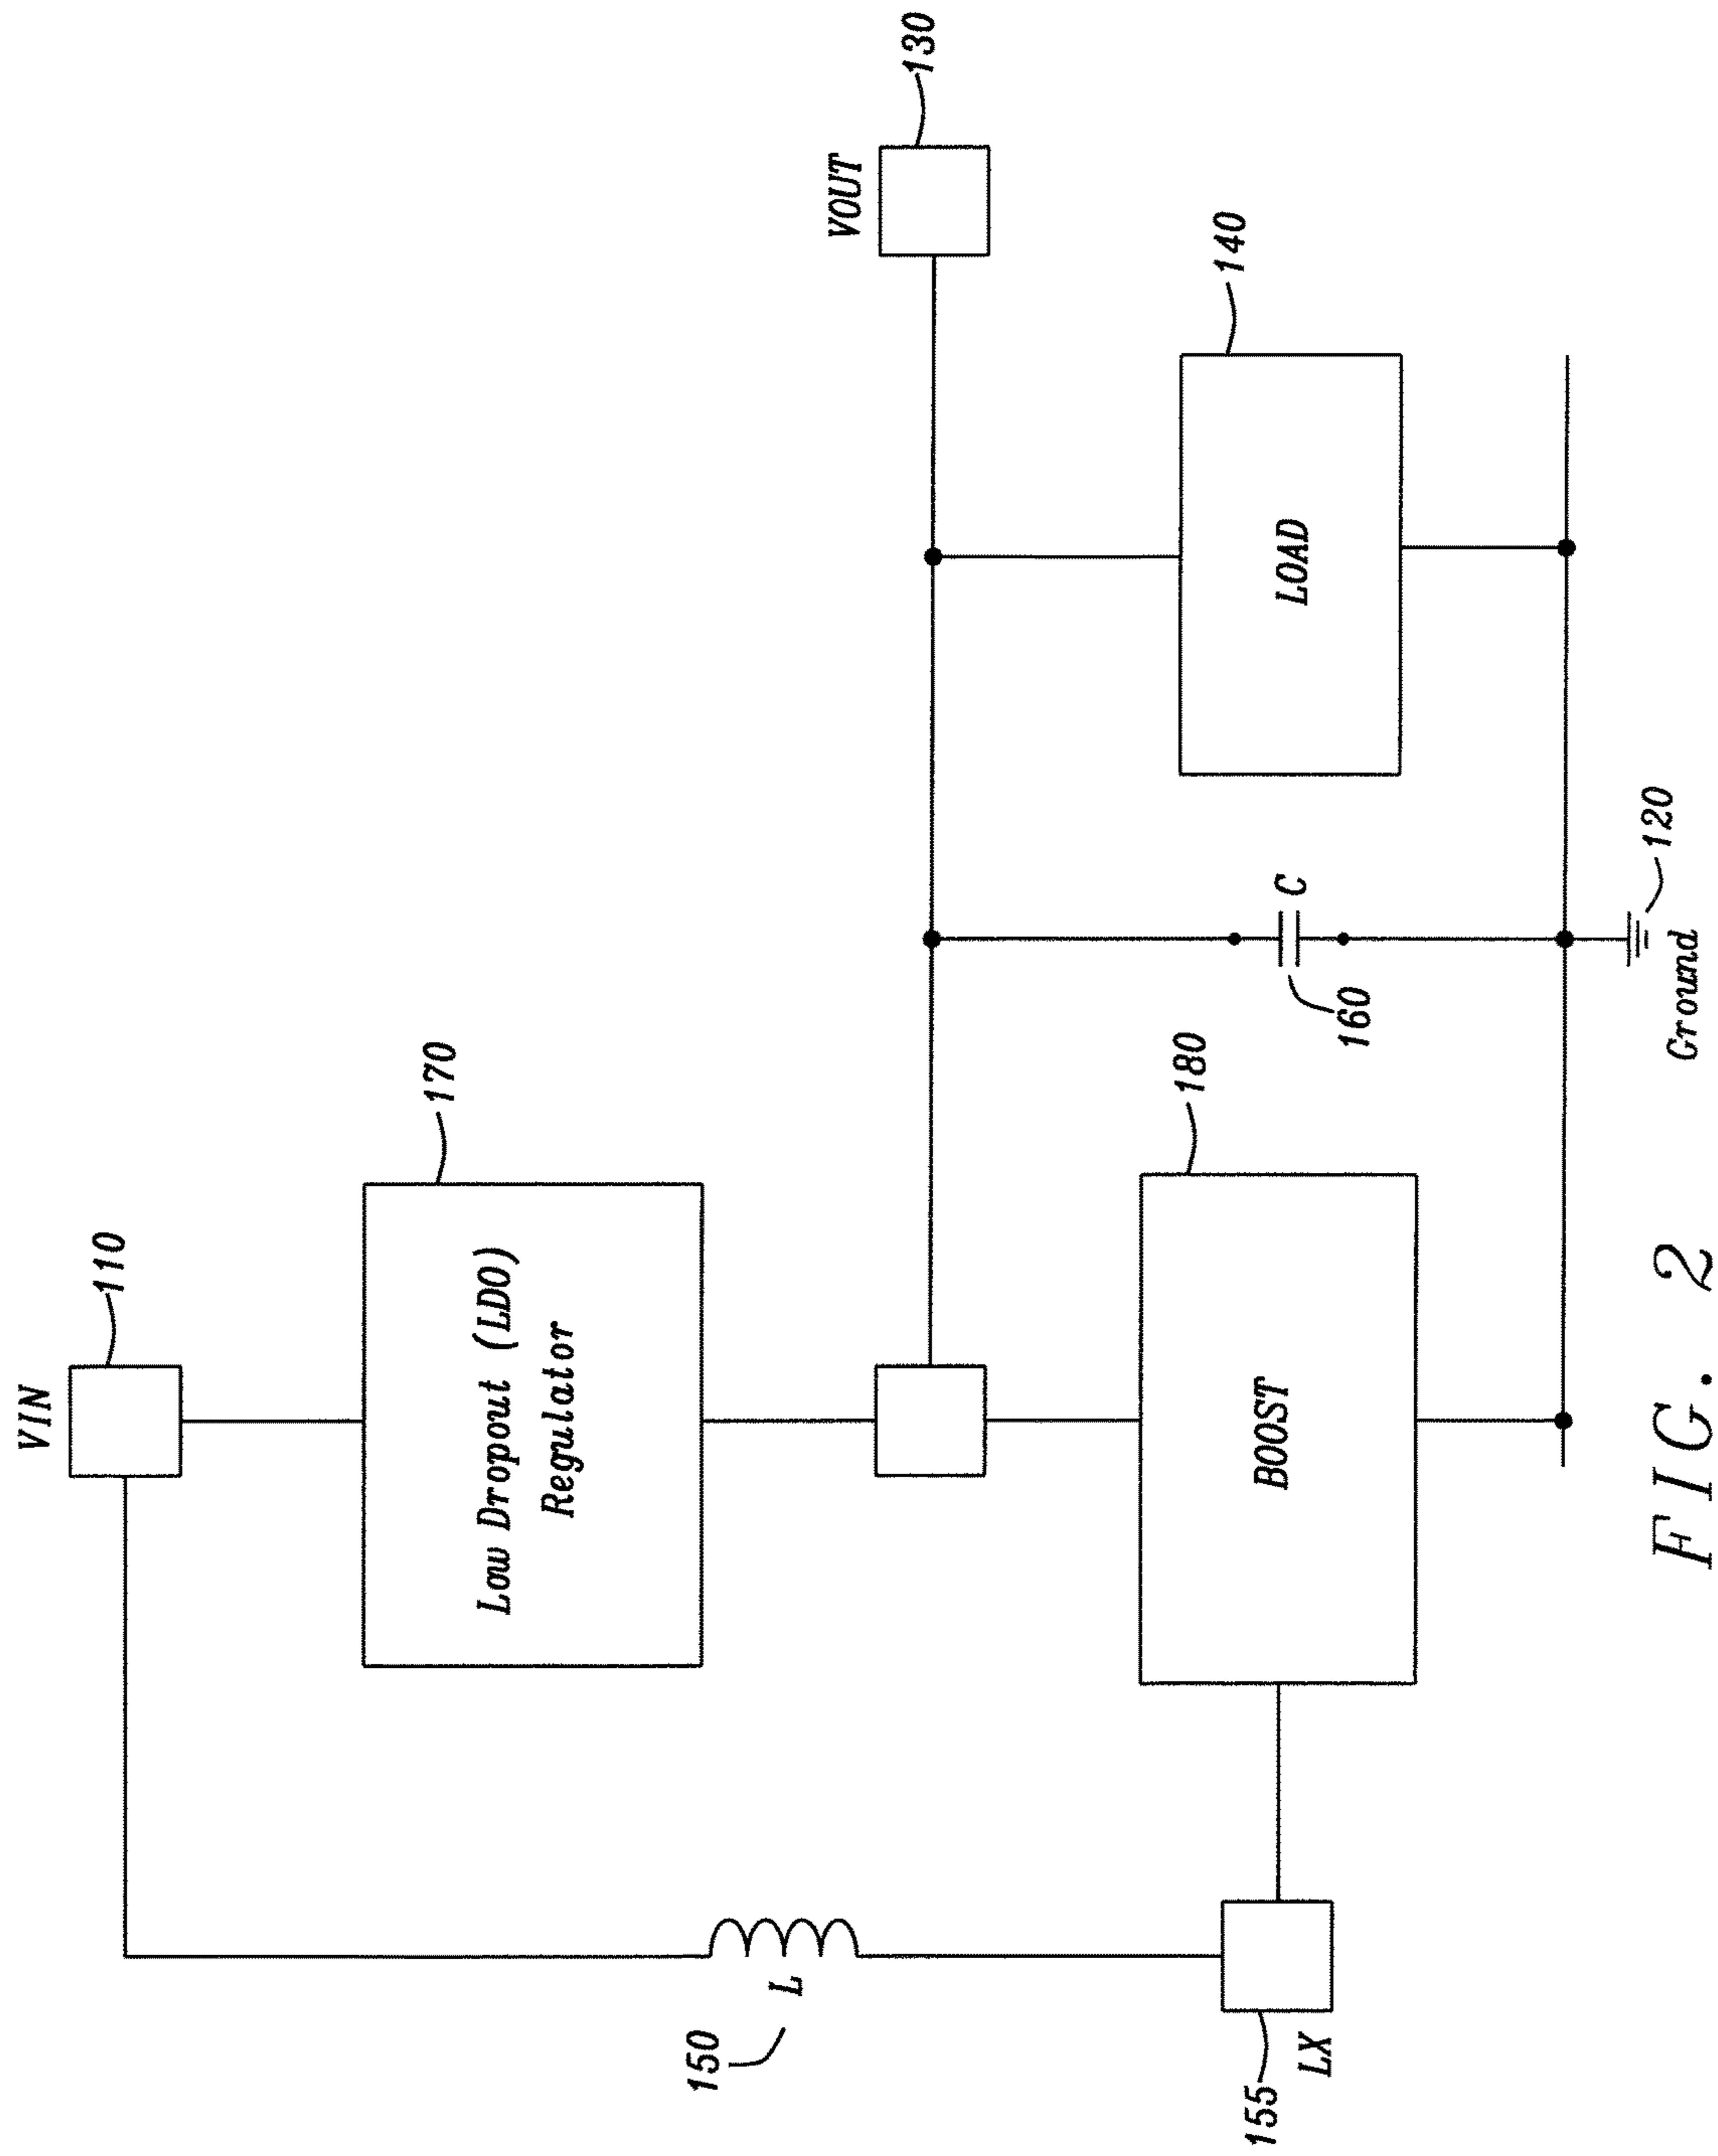 VIN
110
Low Dropout (LDO)
Regulator
170
150
L
VOUT
130
155
LX
BOOST
180
160
C
LOAD
140
Ground
120
FIG. 2